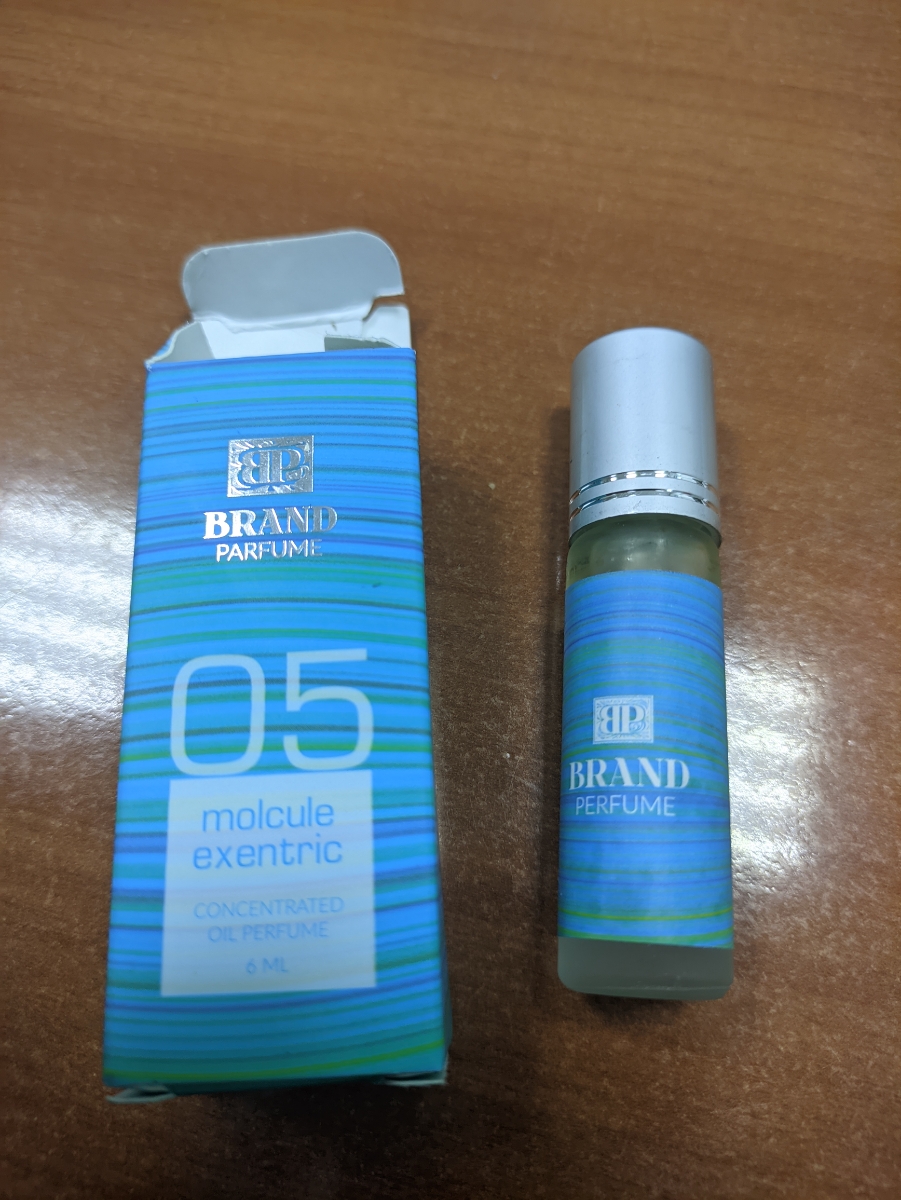 BP
BRAND
PARFUME
05
molcule
exentric
CONCENTRATED
OIL PERFUME
6 ML
BP
BRAND
PERFUME